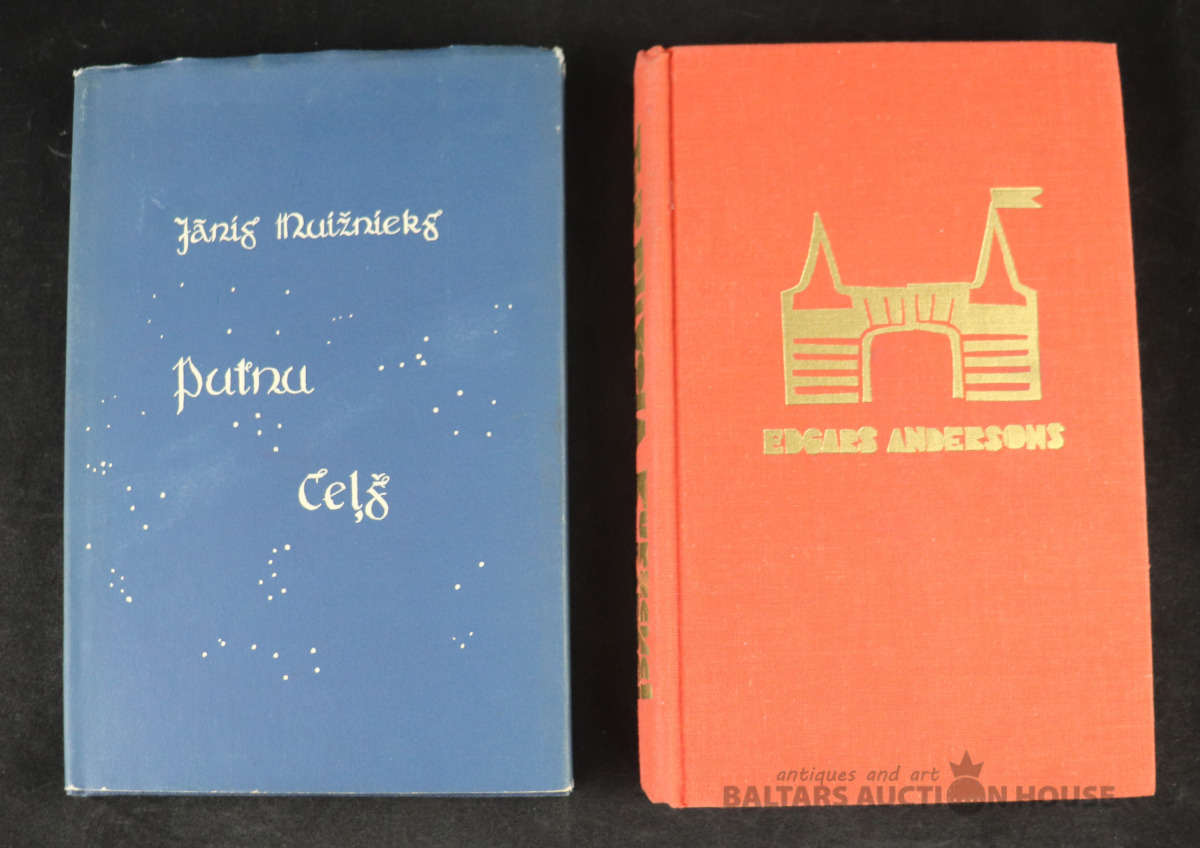 Jānis Muižnieks
Putnu
Ceļš
EDGARS ANDERSONS
antiques and art
BALTARS AUCTION HOUSE